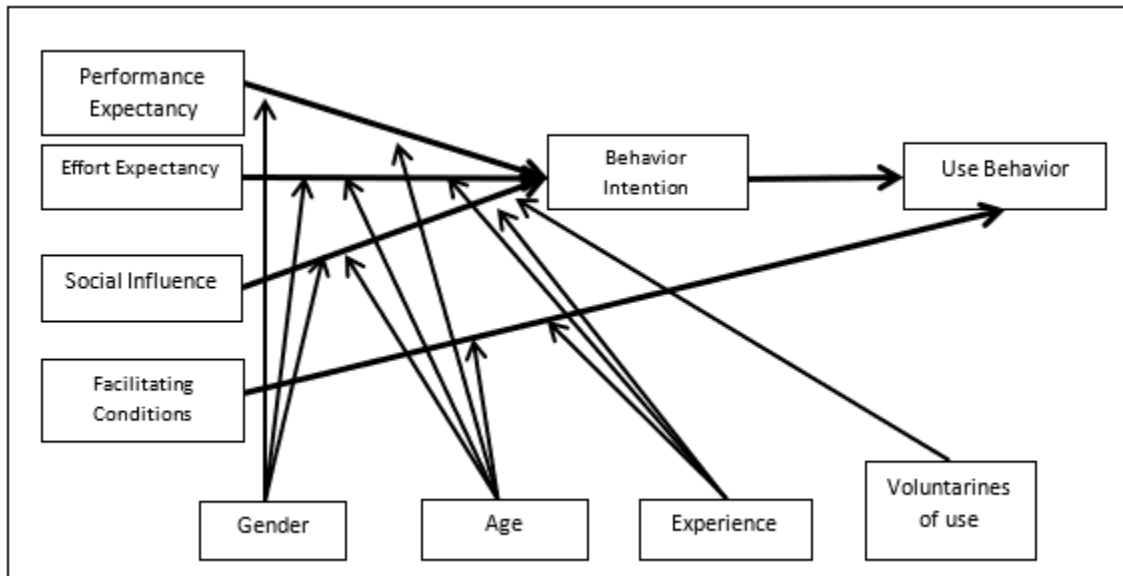 Performance
Expectancy
Effort Expectancy
Behavior
Intention
Use Behavior
Social Influence
Facilitating
Conditions
Gender
Age
Experience
Voluntarines
of use